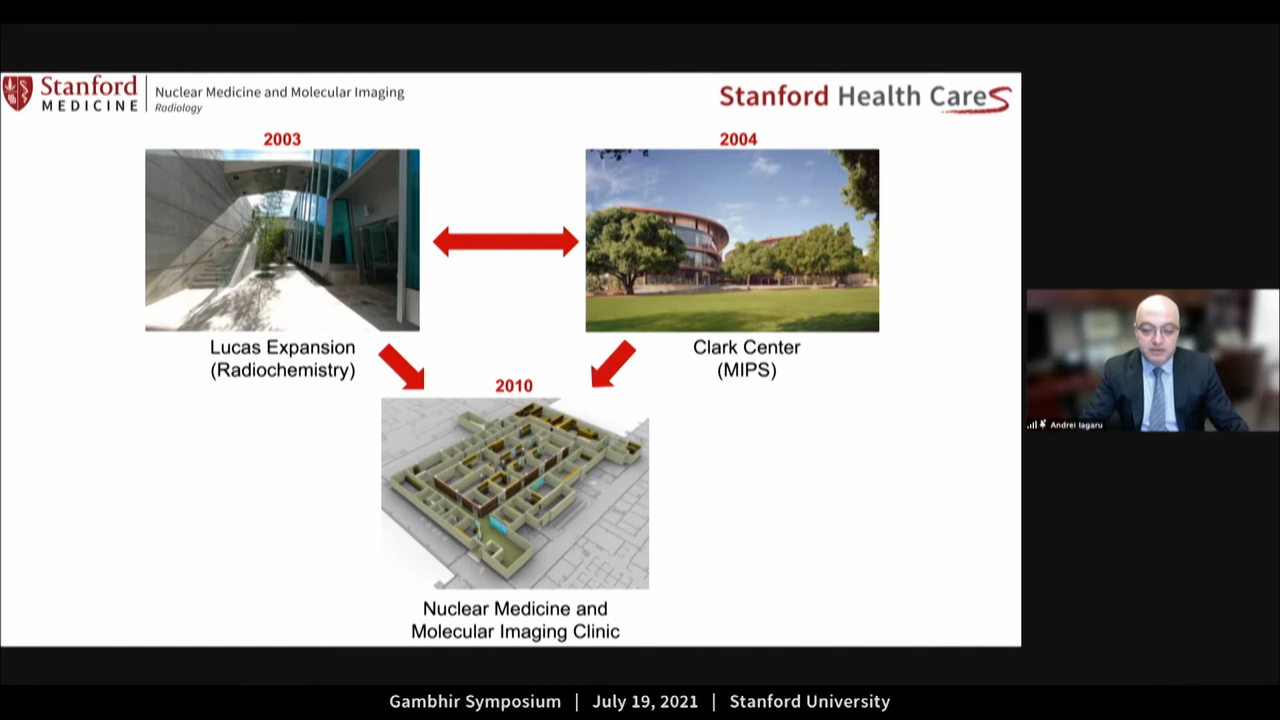 Stanford
MEDICINE
Nuclear Medicine and Molecular Imaging
Radiology
Stanford Health Care
2003
2004
Lucas Expansion
(Radiochemistry)
Clark Center
(MIPS)
2010
Nuclear Medicine and
Molecular Imaging Clinic
Andrei Iagaru
Gambhir Symposium | July 19, 2021 | Stanford University